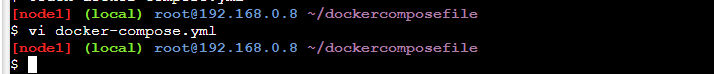 [node1] (local) root@192.168.0.8 ~/dockercomposefile
$ vi docker-compose.yml
[node1] (local) root@192.168.0.8 ~/dockercomposefile
$